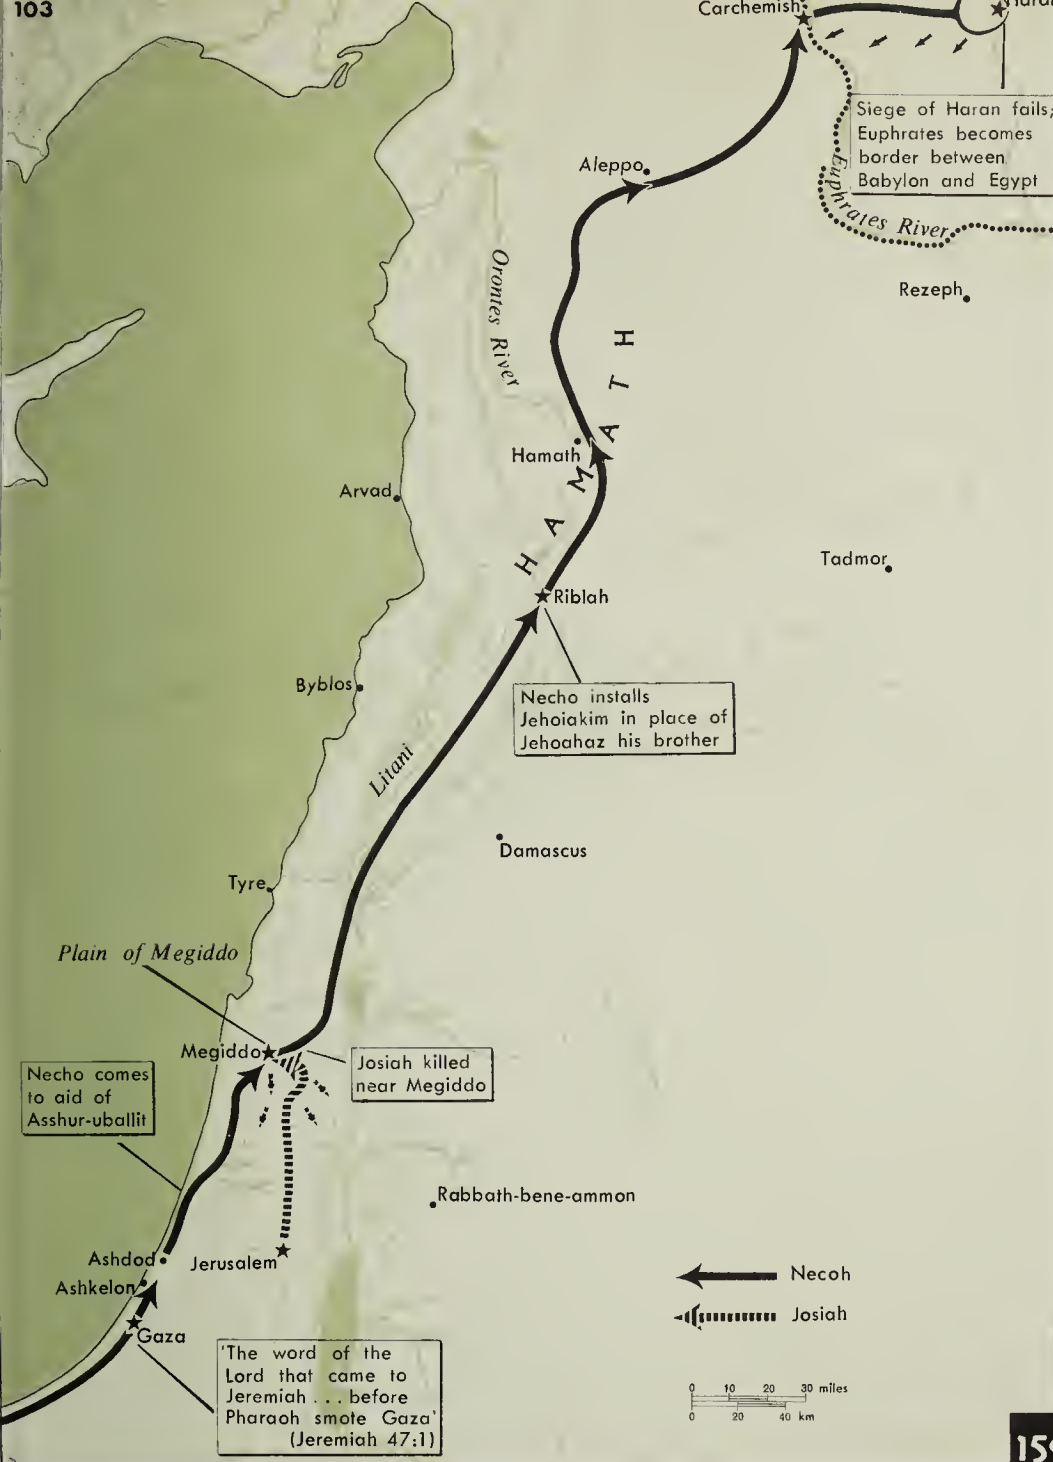 103
Carchemish
Siege of Haran fails;
Euphrates becomes
border between
Babylon and Egypt
Aleppo
Euphrates River
Orontes River
Rezeph
HAMATH
Hamath
Arvad
Tadmor
Riblah
Byblos
Necho installs
Jehoiakim in place of
Jehoahaz his brother
Litani
Damascus
Tyre
Plain of Megiddo
Megiddo
Josiah killed
near Megiddo
Necho comes
to aid of
Asshur-uballit
Rabbath-bene-ammon
Ashdod
Jerusalem
Ashkelon
Gaza
Necoh
Josiah
'The word of the
Lord that came to
Jeremiah . . . before
Pharaoh smote Gaza'
(Jeremiah 47:1)
0 10 20 30 miles
0 20 40 km